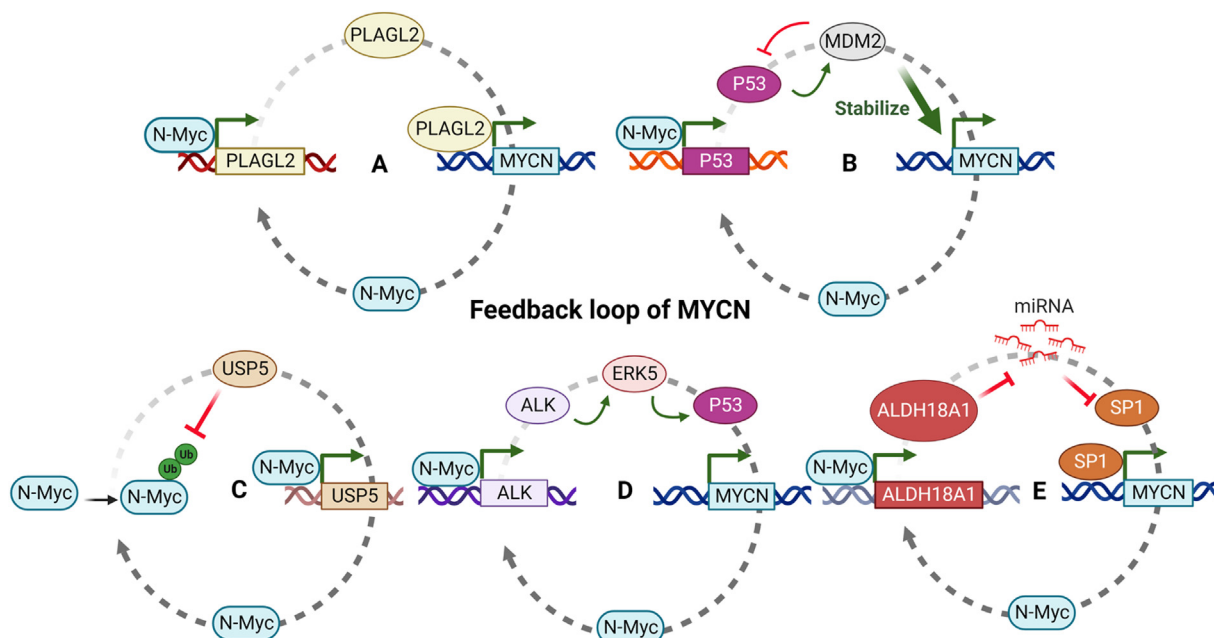 PLAGL2
N-Myc
PLAGL2
PLAGL2
MYCN
A
N-Myc
MDM2
P53
Stabilize
N-Myc
P53
MYCN
B
N-Myc
Feedback loop of MYCN
USP5
Ub
Ub
N-Myc
N-Myc
C
N-Myc
USP5
N-Myc
ERK5
ALK
P53
N-Myc
ALK
D
MYCN
N-Myc
miRNA
ALDH18A1
SP1
N-Myc
ALDH18A1
E
SP1
MYCN
N-Myc